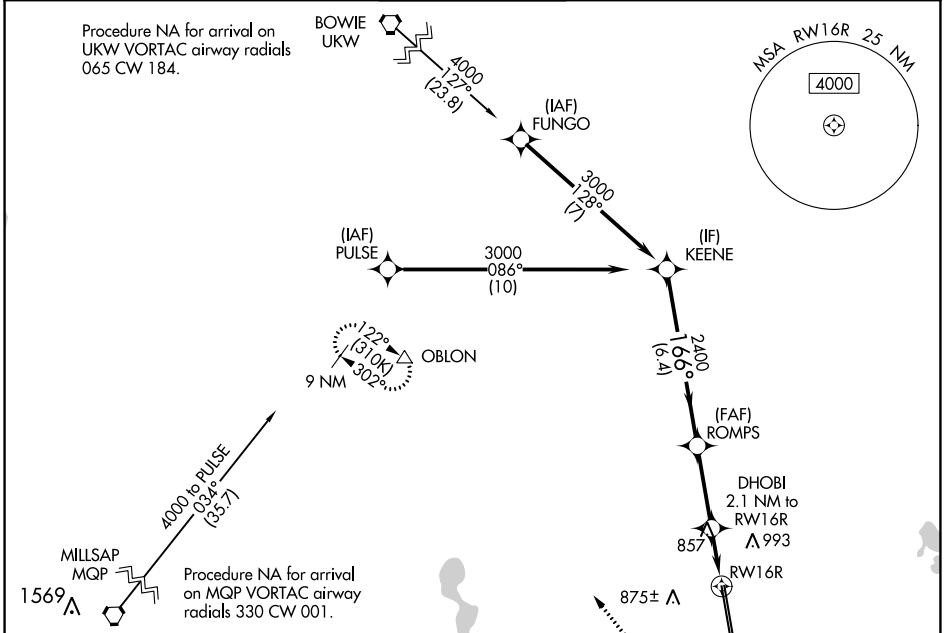 Procedure NA for arrival on
UKW VORTAC airway radials
065 CW 184.
BOWIE
UKW
4000
127°
(23.8)
(IAF)
FUNGO
MSA RW16R 25 NM
4000
3000
128°
(7)
(IAF)
PULSE
3000
086°
(10)
(IF)
KEENE
122°
(310K)
302°
OBLON
9 NM
2400
166°
(6.4)
(FAF)
ROMPS
4000 to PULSE
034°
(35.7)
DHOBI
2.1 NM to
RW16R
857
993
MILLSAP
MQP
1569
Procedure NA for arrival
on MQP VORTAC airway
radials 330 CW 001.
RW16R
875±